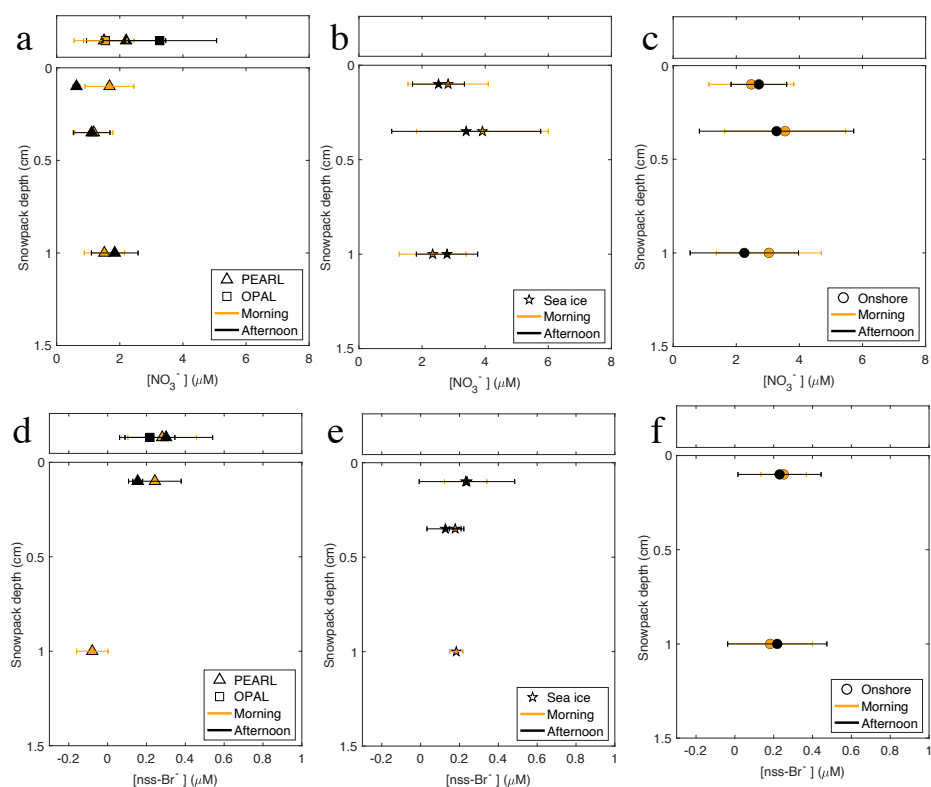 a
0
0.5
1
1.5
Snowpack depth (cm)
PEARL
OPAL
Morning
Afternoon
0 2 4 6 8
[NO3- ] (μM)
b
0
0.5
1
1.5
Snowpack depth (cm)
Sea ice
Morning
Afternoon
0 2 4 6 8
[NO3- ] (μM)
c
0
0.5
1
1.5
Snowpack depth (cm)
Onshore
Morning
Afternoon
0 2 4 6 8
[NO3- ] (μM)
d
0
0.5
1
1.5
Snowpack depth (cm)
PEARL
OPAL
Morning
Afternoon
-0.2 0 0.2 0.4 0.6 0.8 1
[nss-Br- ] (μM)
e
0
0.5
1
1.5
Snowpack depth (cm)
Sea ice
Morning
Afternoon
-0.2 0 0.2 0.4 0.6 0.8 1
[nss-Br- ] (μM)
f
0
0.5
1
1.5
Snowpack depth (cm)
Onshore
Morning
Afternoon
-0.2 0 0.2 0.4 0.6 0.8 1
[nss-Br- ] (μM)